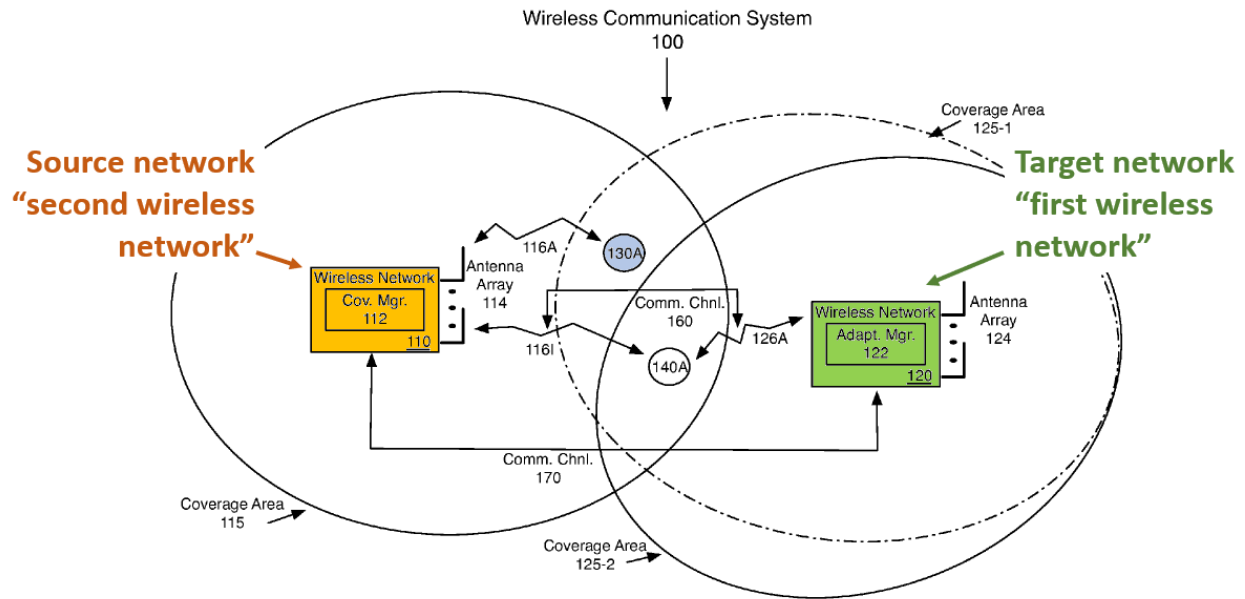 Wireless Communication System
100
Coverage Area
125-1
Source network
“second wireless
network”
Target network
“first wireless
network”
116A
130A
Antenna
Array
114
Wireless Network
Cov. Mgr.
112
110
Comm. Chnl.
160
116I
126A
140A
Wireless Network
Adapt. Mgr.
122
120
Antenna
Array
124
Comm. Chnl.
170
Coverage Area
115
Coverage Area
125-2